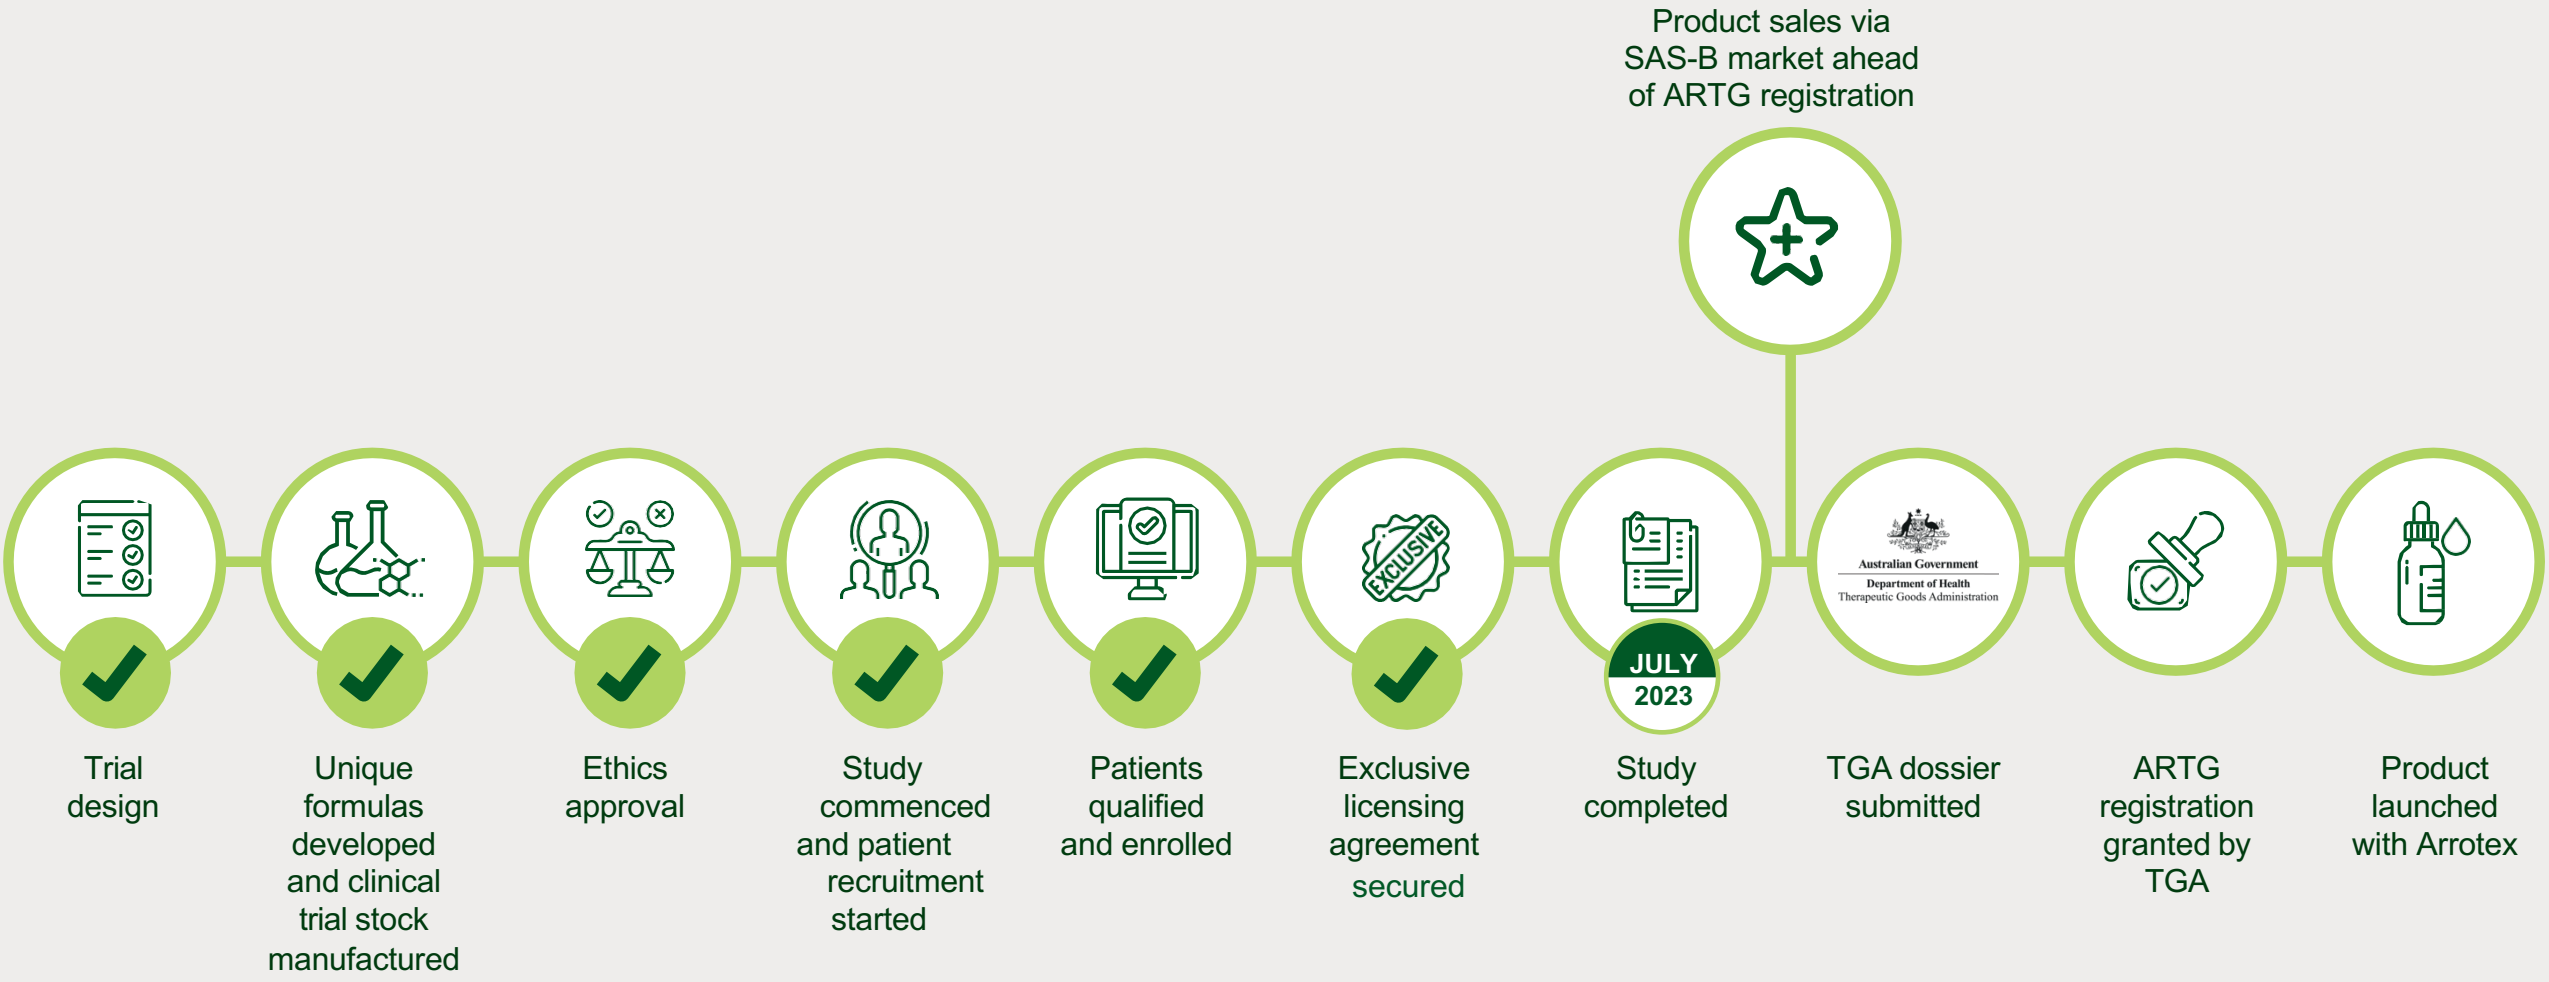 Product sales via
SAS-B market ahead
of ARTG registration
EXCLUSIVE
Australian Government
Department of Health
Therapeutic Goods Administration
JULY
2023
Trial
design
Unique
formulas
developed
and clinical
trial stock
manufactured
Ethics
approval
Study
commenced
and patient
recruitment
started
Patients
qualified
and enrolled
Exclusive
licensing
agreement
secured
Study
completed
TGA dossier
submitted
ARTG
registration
granted by
TGA
Product
launched
with Arrotex